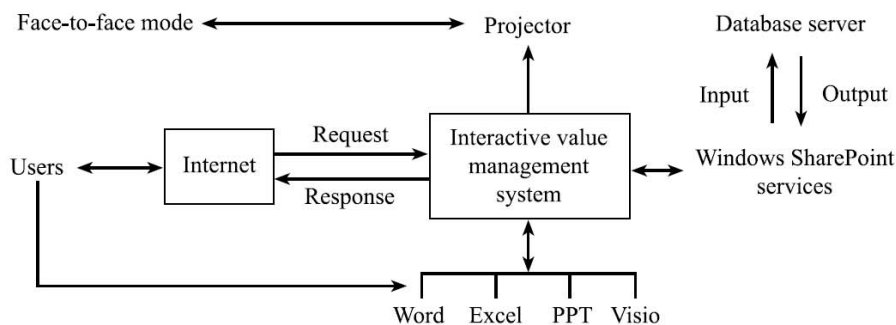 Face-to-face mode
Projector
Database server
Input
Output
Users
Internet
Request
Response
Interactive value
management
system
Windows SharePoint
services
Word
Excel
PPT
Visio